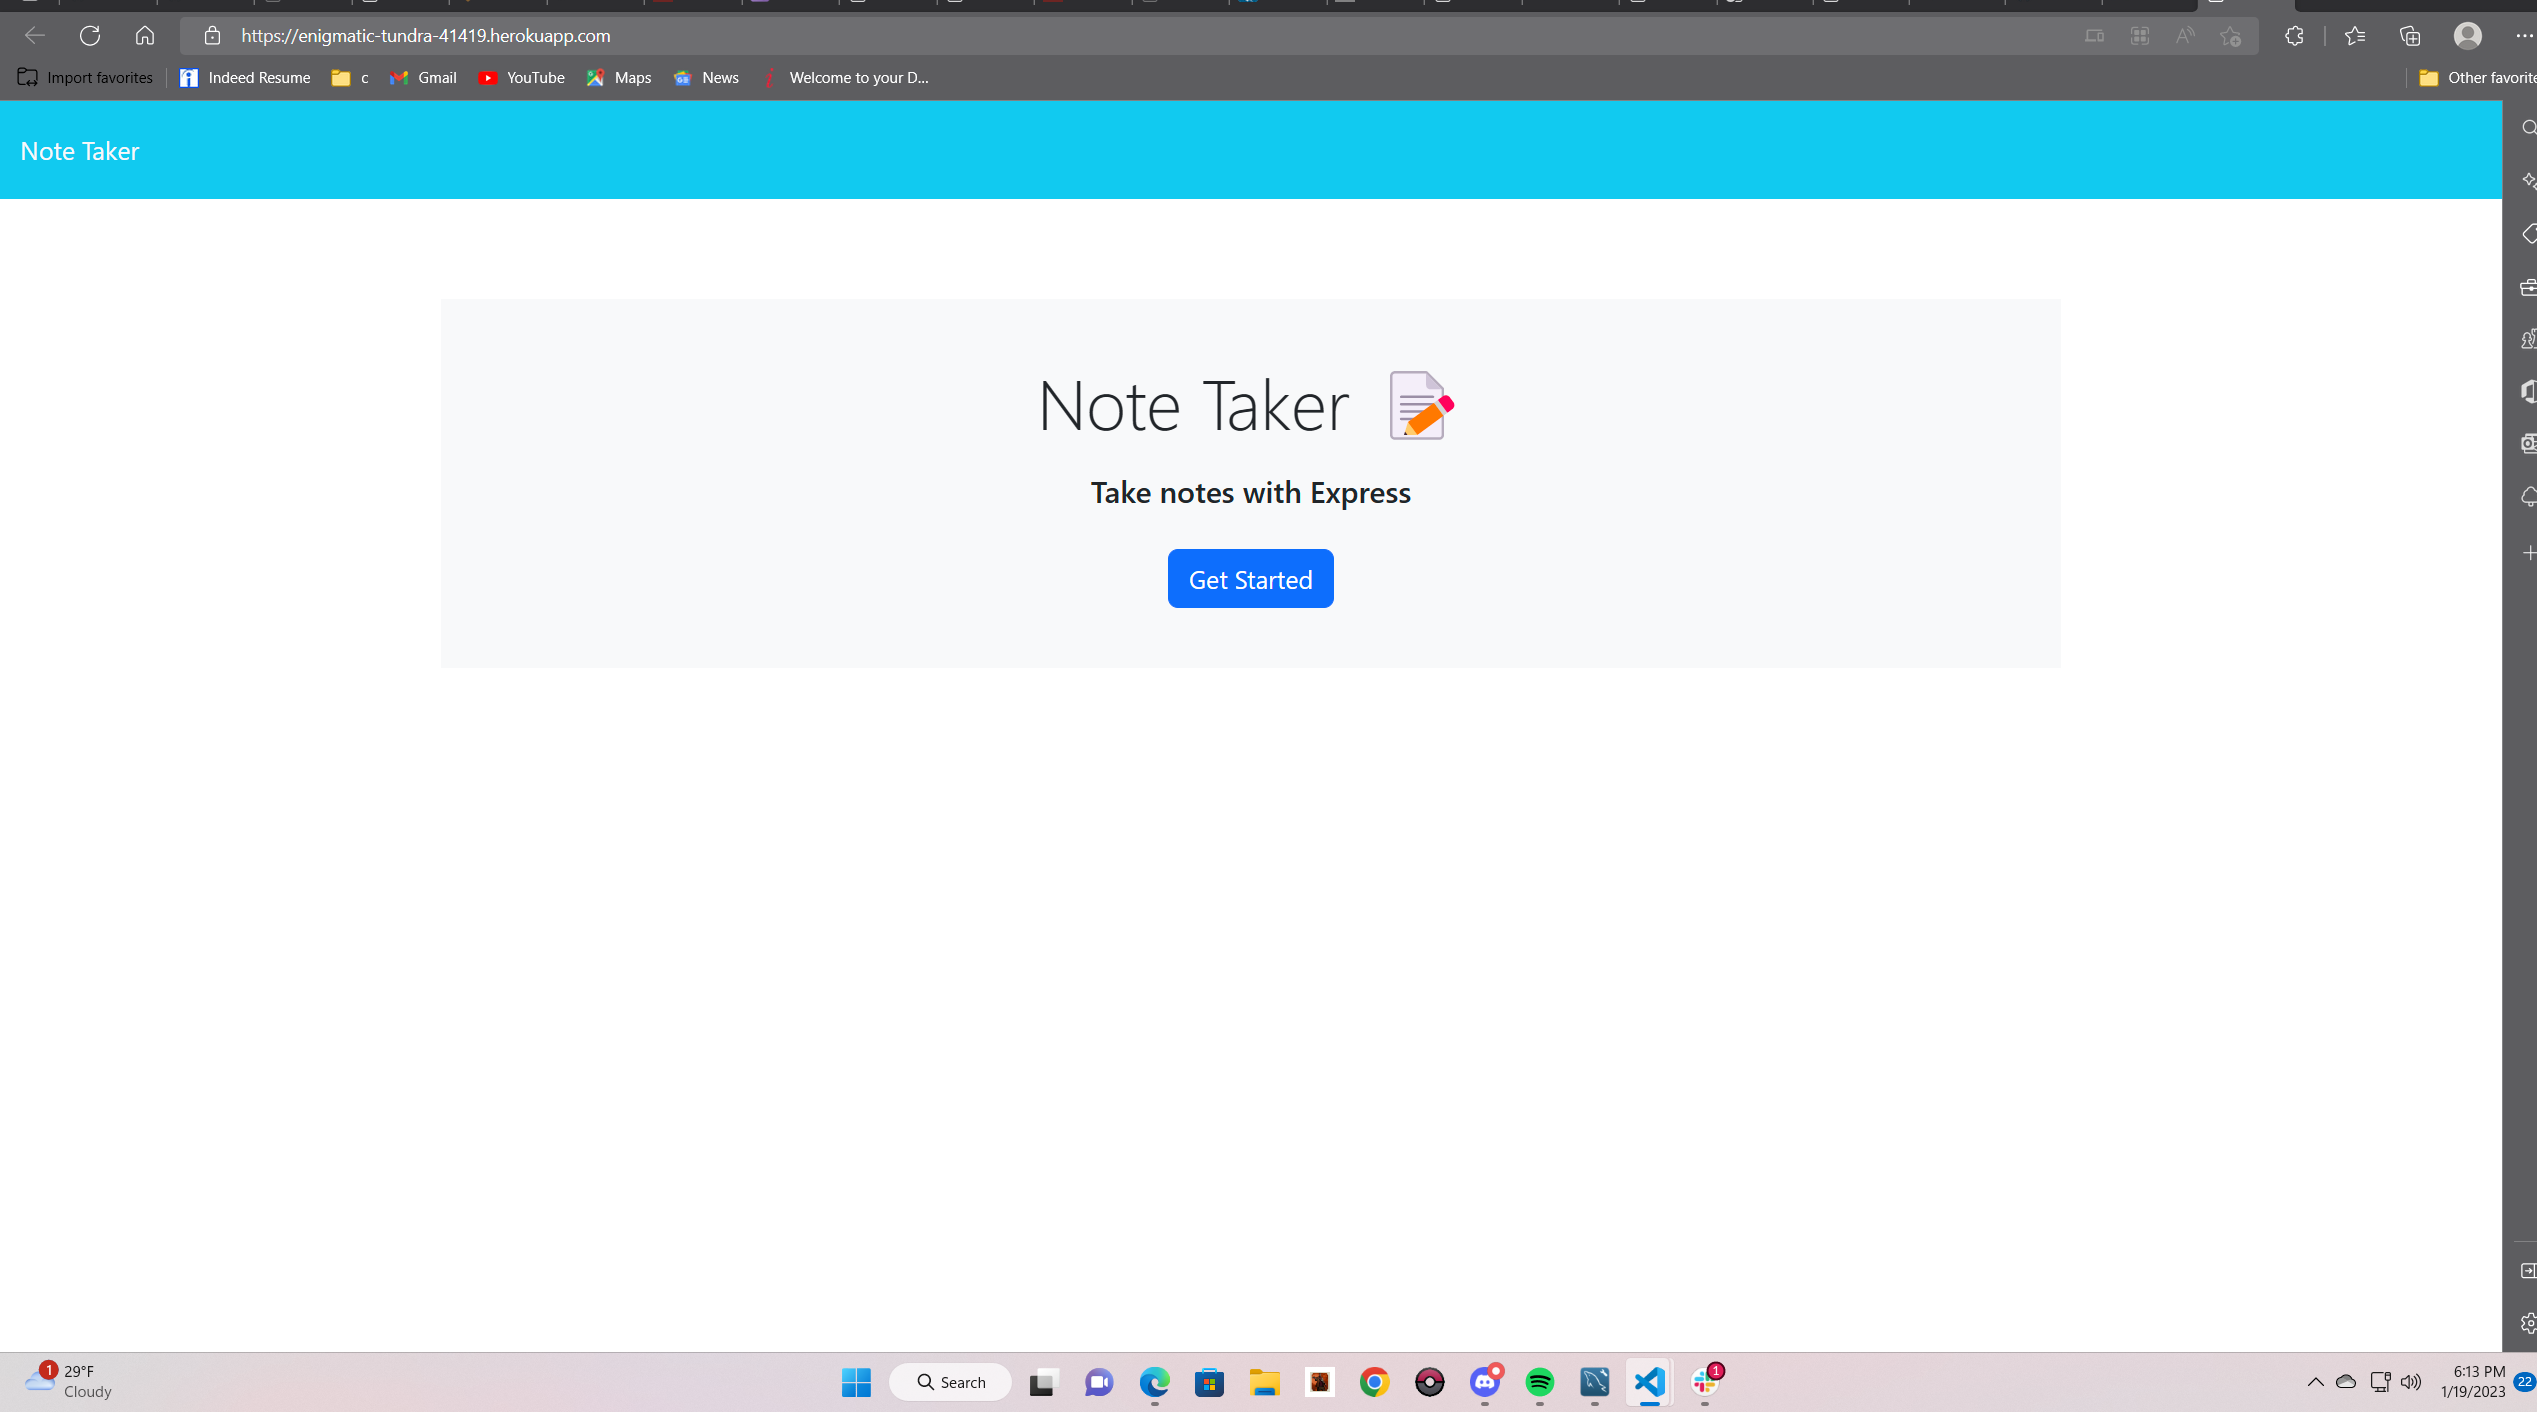 https://enigmatic-tundra-41419.herokuapp.com
Import favorites
Indeed Resume
c
Gmail
YouTube
Maps
News
Welcome to your D...
Other favorite
Note Taker
Note Taker
Take notes with Express
Get Started
1
29°F
Cloudy
Search
1
6:13 PM
1/19/2023
22